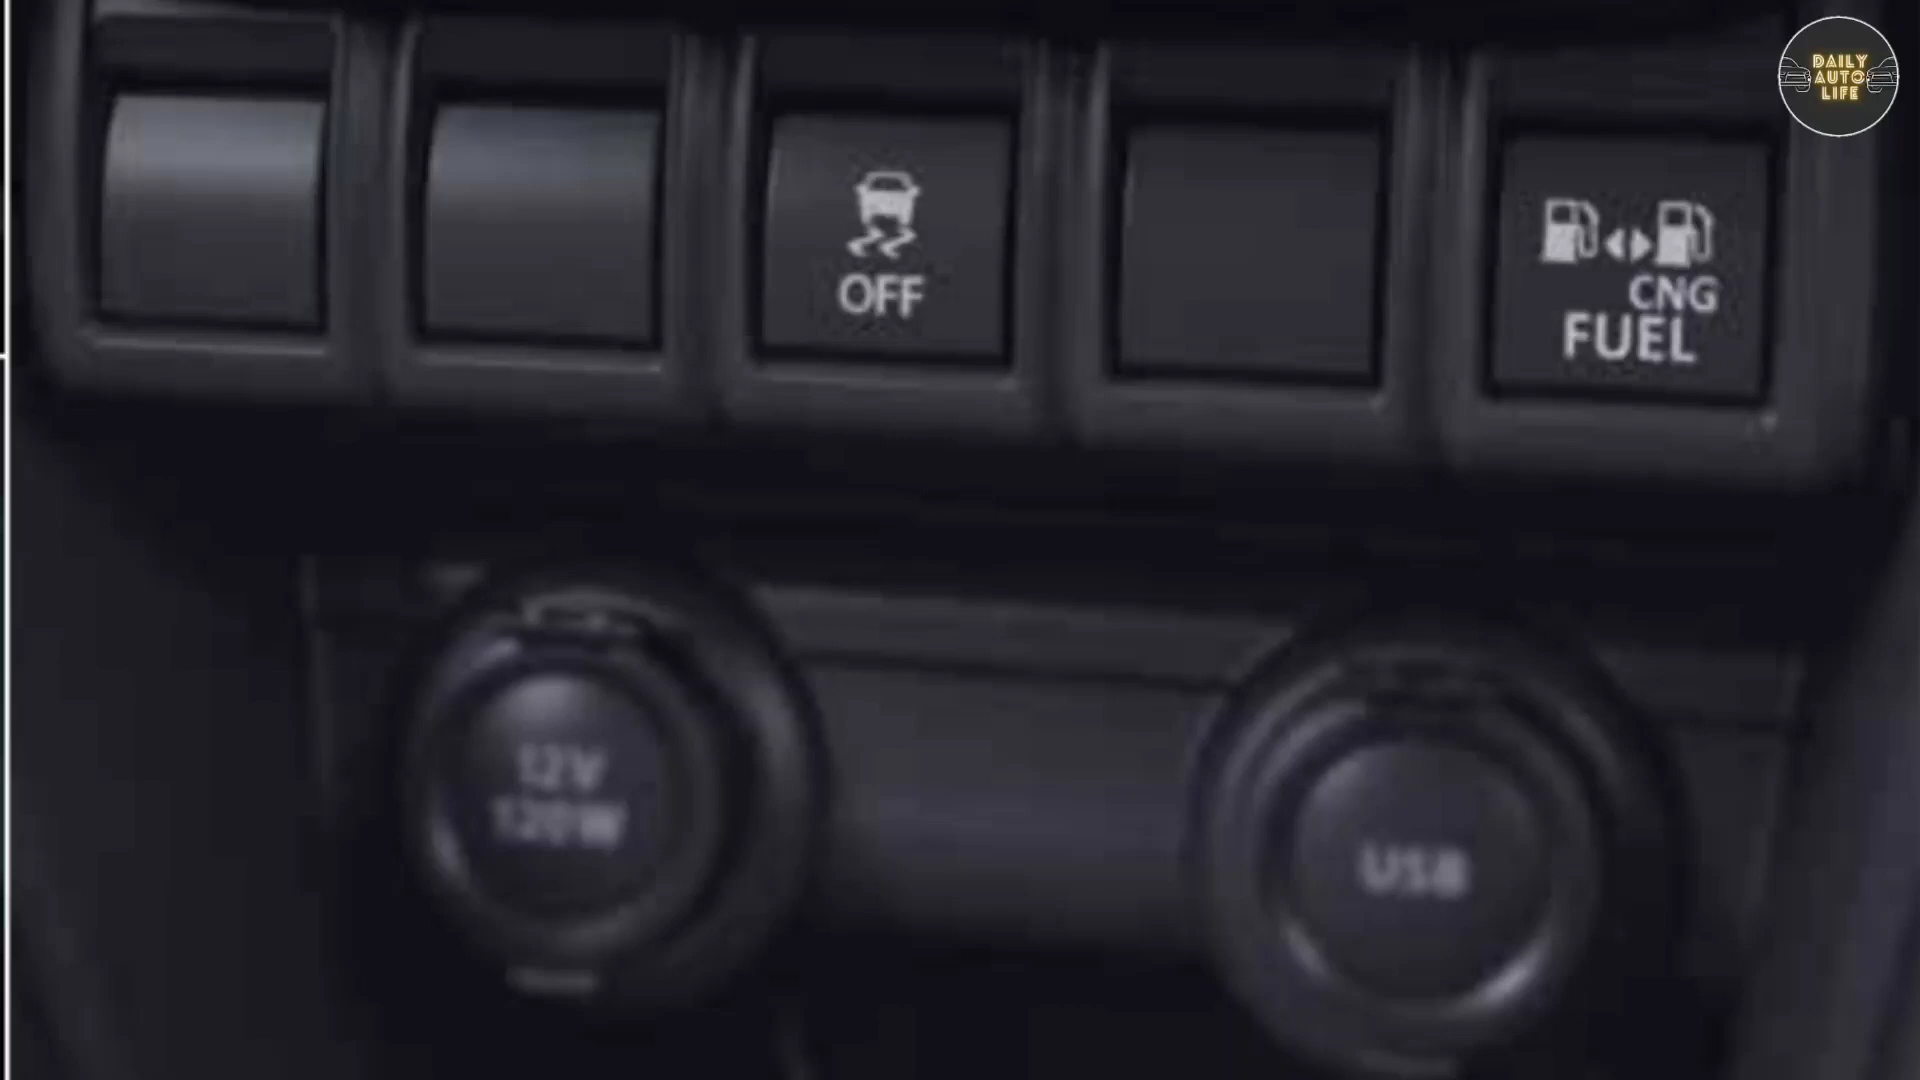 DAILY
AUTO
LIFE
OFF
CNG
FUEL
12V
120W
USB